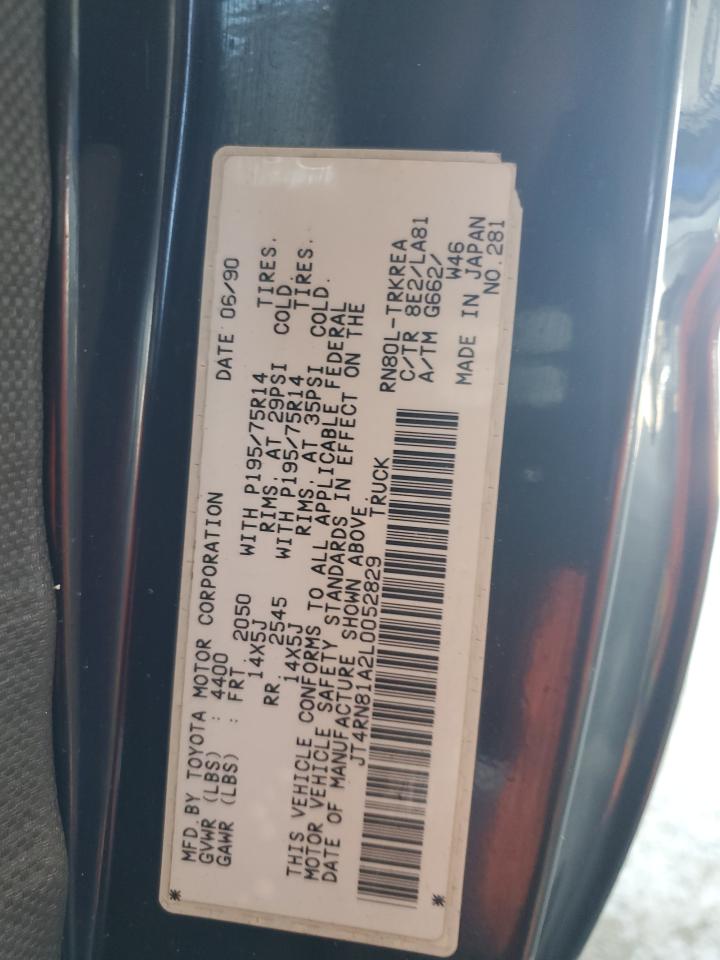 MFD. BY TOYOTA MOTOR CORPORATION DATE 06/90
GVWR (LBS) : 4400
GAWR (LBS) : FRT. 2050 WITH P195/75R14 TIRES.
14X5J RIMS, AT 29PSI COLD.
RR. 2545 WITH P195/75R14 TIRES.
14X5J RIMS, AT 35PSI COLD.
THIS VEHICLE CONFORMS TO ALL APPLICABLE FEDERAL
MOTOR VEHICLE SAFETY STANDARDS IN EFFECT ON THE
DATE OF MANUFACTURE SHOWN ABOVE.
JT4RN81A2L0052829 TRUCK
RN80L-TRKREA
C/TR 8E2/LA81
A/TM G662/
W46
MADE IN JAPAN
NO.281